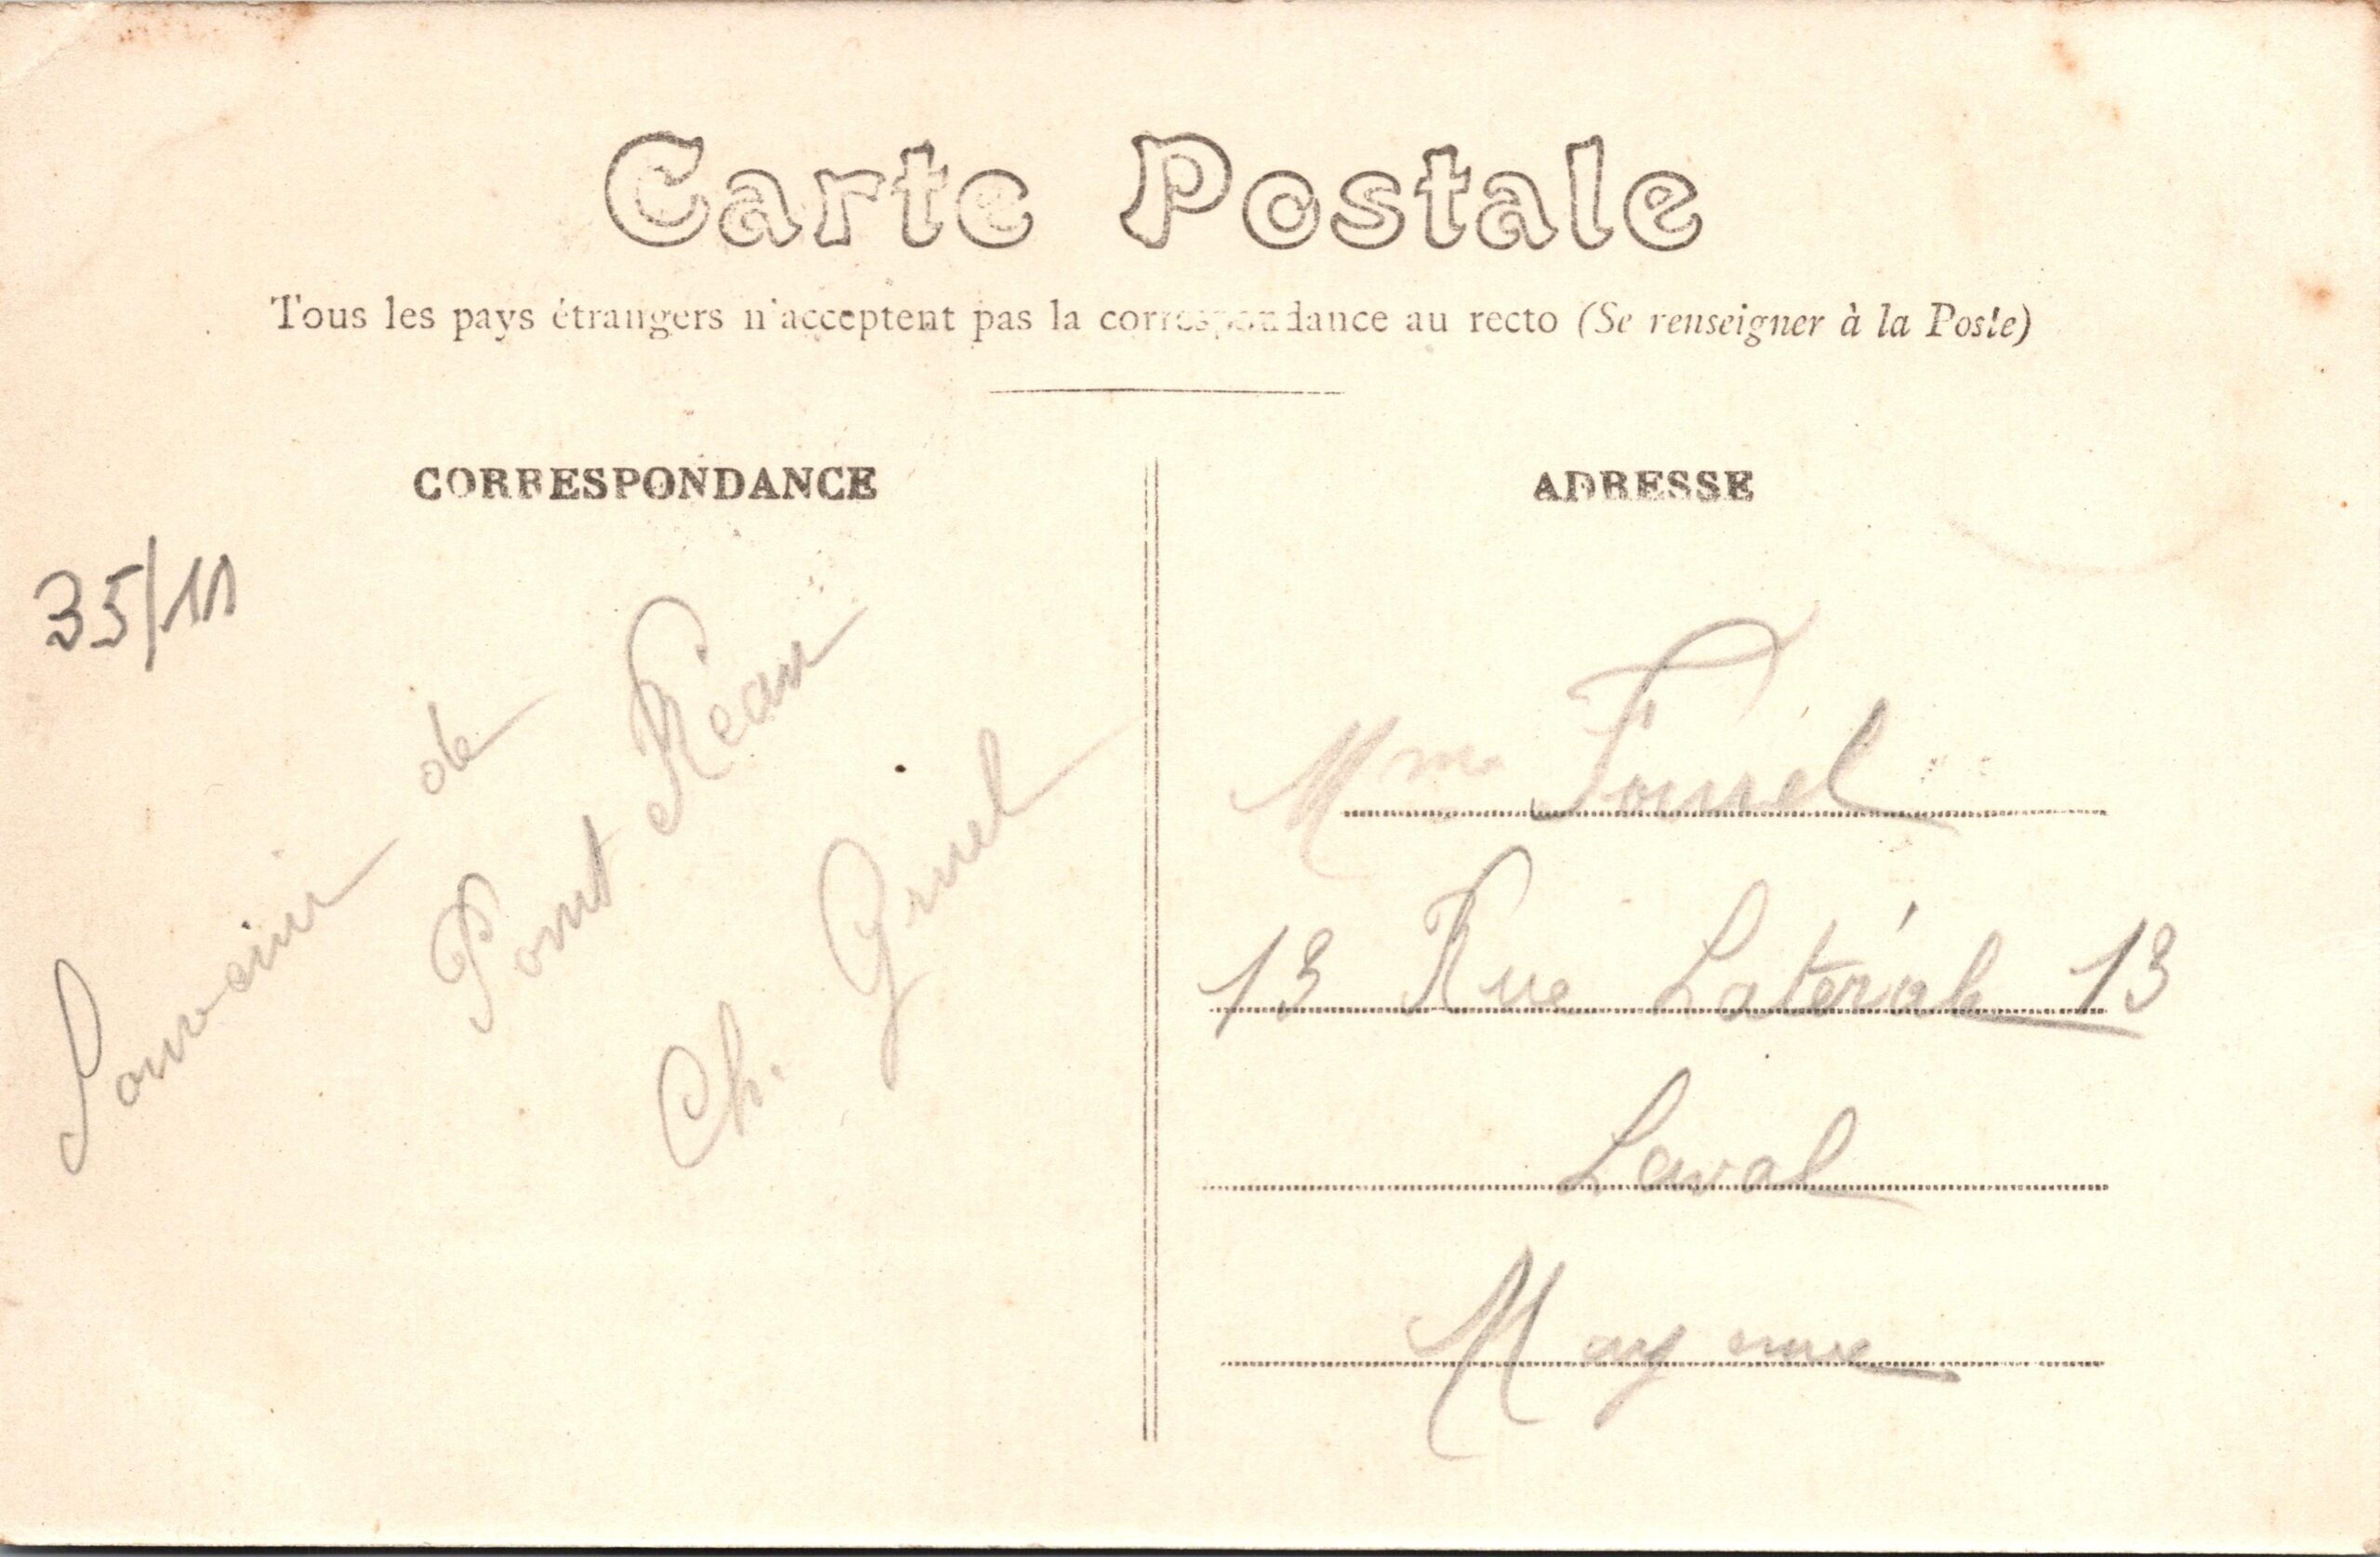 Carte Postale
Tous les pays étrangers n'acceptent pas la correspondance au recto (Se renseigner à la Poste)
CORRESPONDANCE
35/11
Souvenir de
Pont Réan
Ch. Gruel
ADRESSE
Mme
13 Rue Latérale 13
Laval
Mayenne